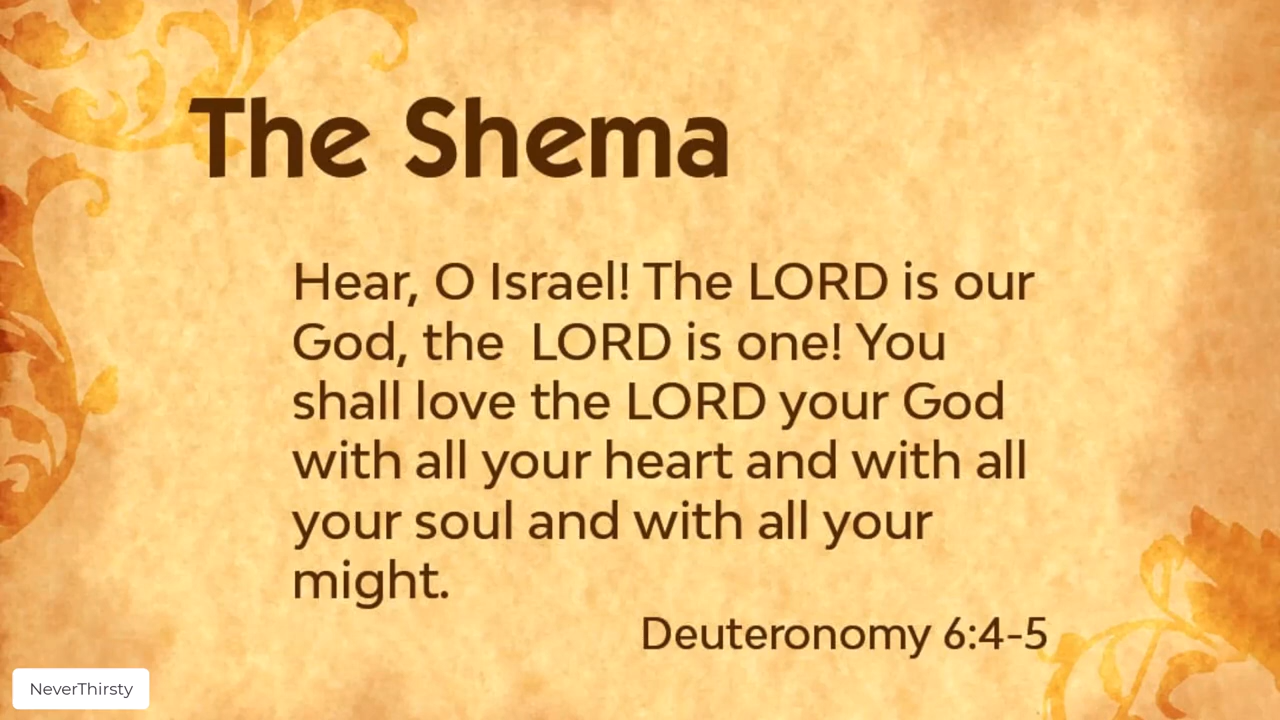 The Shema
Hear, O Israel! The LORD is our
God, the  LORD is one! You
shall love the LORD your God
with all your heart and with all
your soul and with all your
might.
Deuteronomy 6:4-5
NeverThirsty